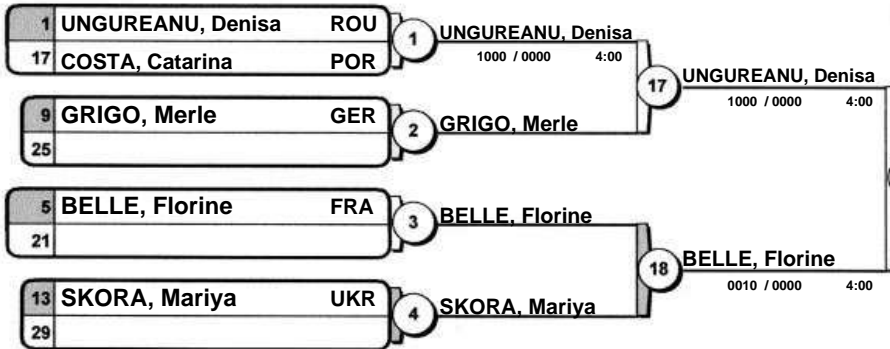 1 UNGUREANU, Denisa ROU
17 COSTA, Catarina POR
1
UNGUREANU, Denisa
1000 / 0000 4:00
9 GRIGO, Merle GER
25
2
GRIGO, Merle
17
UNGUREANU, Denisa
1000 / 0000 4:00
5 BELLE, Florine FRA
21
3
BELLE, Florine
13 SKORA, Mariya UKR
29
4
SKORA, Mariya
18
BELLE, Florine
0010 / 0000 4:00